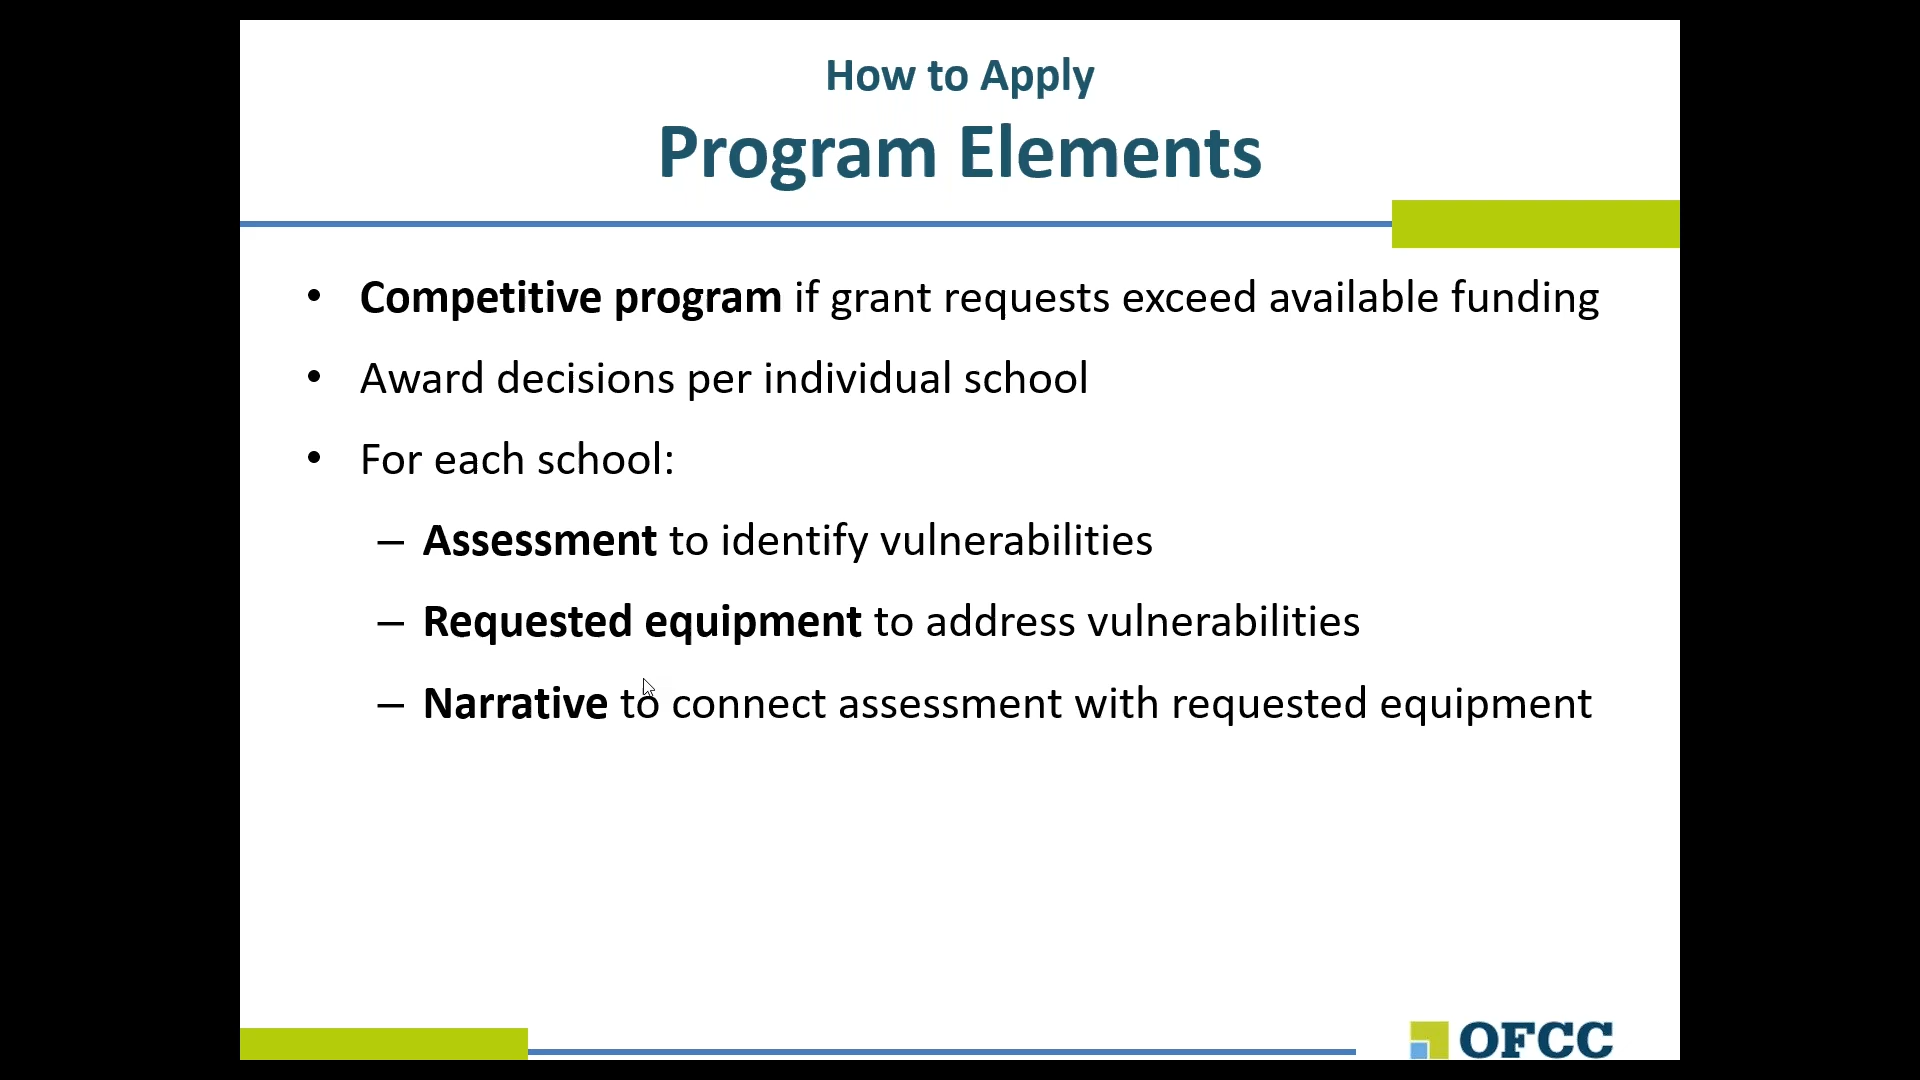 How to Apply
Program Elements
• Competitive program if grant requests exceed available funding
• Award decisions per individual school
• For each school:
– Assessment to identify vulnerabilities
– Requested equipment to address vulnerabilities
– Narrative to connect assessment with requested equipment
OFCC